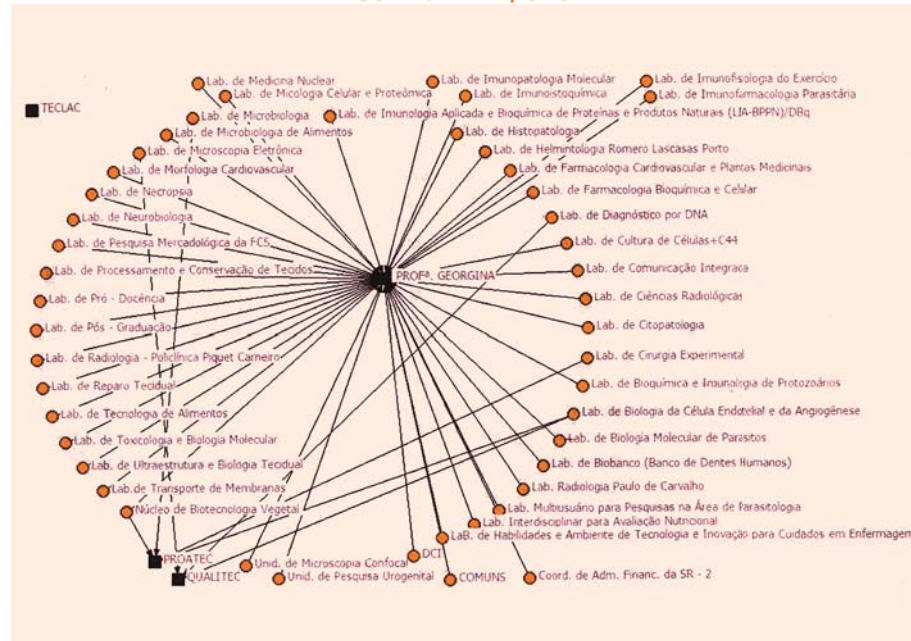 TECLAC
Lab. de Medicina Nuclear
Lab. de Micologia Celular e Proteômica
Lab. de Microbiologia
Lab. de Microbiologia de Alimentos
Lab. de Microscopia Eletrônica
Lab. de Morfologia Cardiovascular
Lab. de Necropsia
Lab. de Neurobiologia
Lab. de Pesquisa Mercadológica da FCS
Lab. de Processamento e Conservação de Tecidos
Lab. de Pró - Docência
Lab. de Pós - Graduação
Lab. de Radiologia - Policlínica Piquet Carneiro
Lab. de Reparo Tecidual
Lab. de Tecnologia de Alimentos
Lab. de Toxicologia e Biologia Molecular
Lab. de Ultraestrutura e Biologia Tecidual
Lab.de Transporte de Membranas
Núcleo de Biotecnologia Vegetal
PROATEC
QUALITEC
Lab. de Imunopatologia Molecular
Lab. de Imunofisologia do Exercício
Lab. de Imunoistoquímica
Lab. de Imunofarmacologia Parasitária
Lab. de Imunologia Aplicada e Bioquímica de Proteínas e Produtos Naturais (LIA-BPPN)/DBq
Lab. de Histopatologia
Lab. de Helmintologia Romero Lascasas Porto
Lab. de Farmacologia Cardiovascular e Plantas Medicinais
Lab. de Farmacologia Bioquímica e Celular
Lab. de Diagnóstico por DNA
Lab. de Cultura de Células+C44
PROFª. GEORGINA
Lab. de Comunicação Integraca
Lab. de Ciências Radiológicas
Lab. de Citopatologia
Lab. de Cirurgia Experimental
Lab. de Bioquímica e Imunologia de Protozoários
Lab. de Biologia da Célula Endotelial e da Angiogênese
Lab. de Biologia Molecular de Parasitos
Lab. de Biobanco (Banco de Dentes Humanos)
Lab. Radiologia Paulo de Carvalho
Lab. Multiusuário para Pesquisas na Área de Parasitologia
Lab. Interdisciplinar para Avaliação Nutricional
LaB. de Habilidades e Ambiente de Tecnologia e Inovação para Cuidados em Enfermagem
DCI
Unid. de Microscopia Confocal
Unid. de Pesquisa Urogenital
COMUNS
Coord. de Adm. Financ. da SR - 2